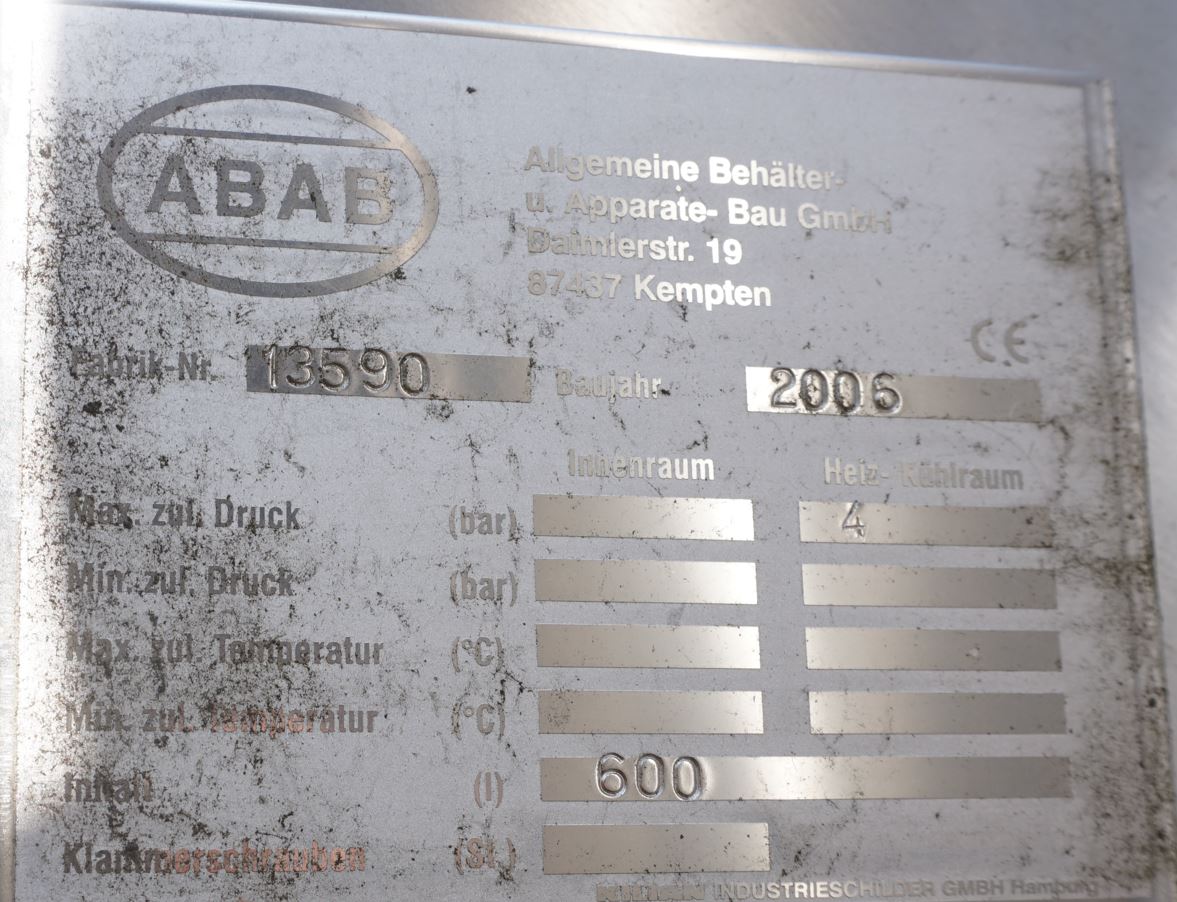 ABAB
Allgemeine Behälter-
u. Apparate- Bau GmbH
Daimlerstr. 19
87437 Kempten
CE
Fabrik-Nr. 13590 Baujahr 2006
Innenraum Heiz- Kühlraum
Max. zul. Druck (bar) 4
Min. zul. Druck (bar)
Max. zul. Temperatur (°C)
Min. zul. Temperatur (°C)
Inhalt (l) 600
Klammerschrauben (St.)
INDUSTRIESCHILDER GMBH Hamburg